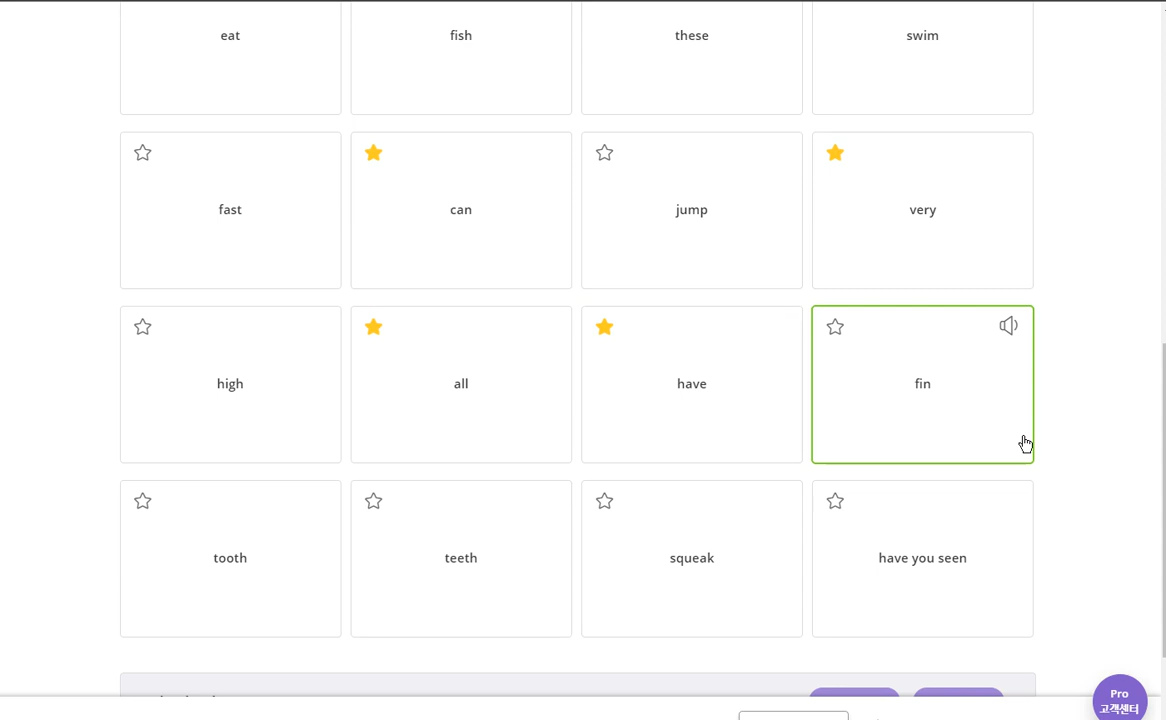 eat
fish
these
swim
fast
can
jump
very
high
all
have
fin
tooth
teeth
squeak
have you seen
Pro
고객센터